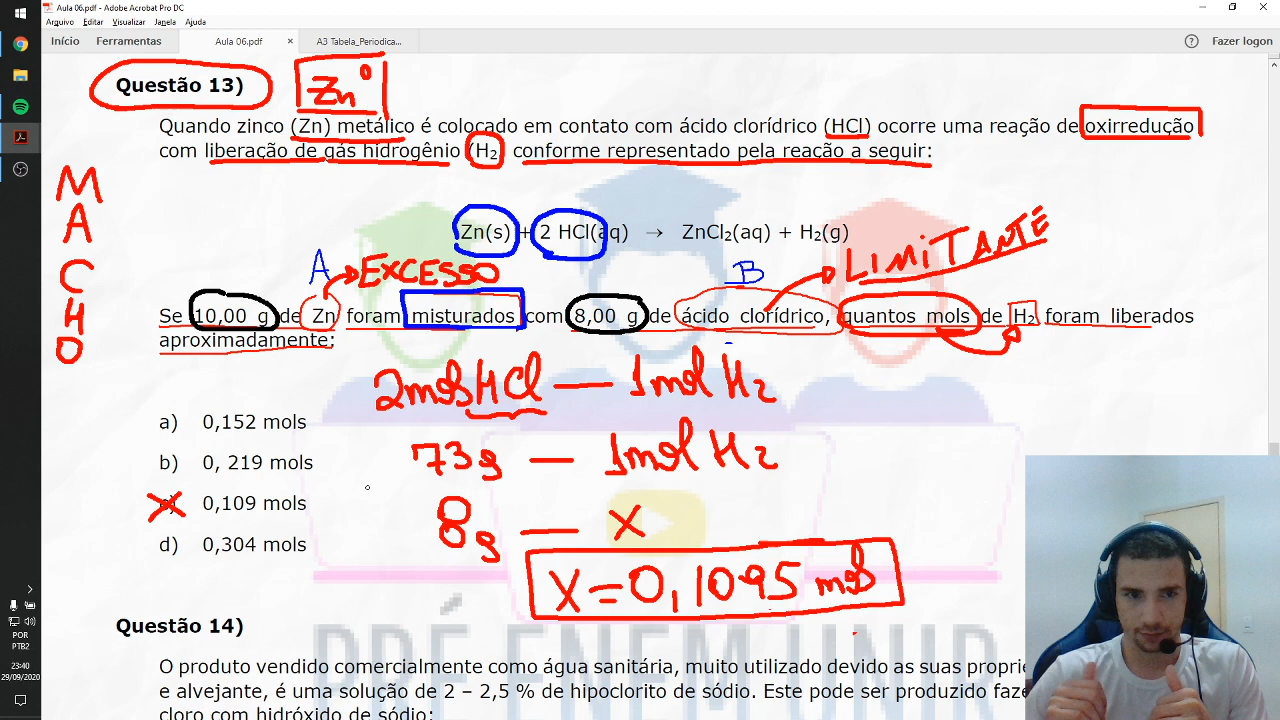 Aula 06.pdf - Adobe Acrobat Pro DC
Arquivo Editar Visualizar Janela Ajuda
Início Ferramentas Aula 06.pdf × A3 Tabela_Periodica... Fazer logon
Questão 13)
Zn⁰
Quando zinco (Zn) metálico é colocado em contato com ácido clorídrico (HCl) ocorre uma reação de oxirredução
com liberação de gás hidrogênio (H₂ conforme representado pela reação a seguir:
MACHO
Zn(s) + 2 HCl(aq) → ZnCl₂(aq) + H₂(g)
A EXCESSO
B LIMITANTE
Se 10,00 g de Zn foram misturados com 8,00 g de ácido clorídrico, quantos mols de H₂ foram liberados
aproximadamente:
2mols HCl — 1mol H₂
a) 0,152 mols
73g — 1mol H₂
b) 0, 219 mols
0,109 mols
8g — X
d) 0,304 mols
X = 0,1095 mols
Questão 14)
PRÉ ENEM UNIR
O produto vendido comercialmente como água sanitária, muito utilizado devido as suas proprie
e alvejante, é uma solução de 2 – 2,5 % de hipoclorito de sódio. Este pode ser produzido faze
cloro com hidróxido de sódio:
POR
PTB2
23:40
29/09/2020